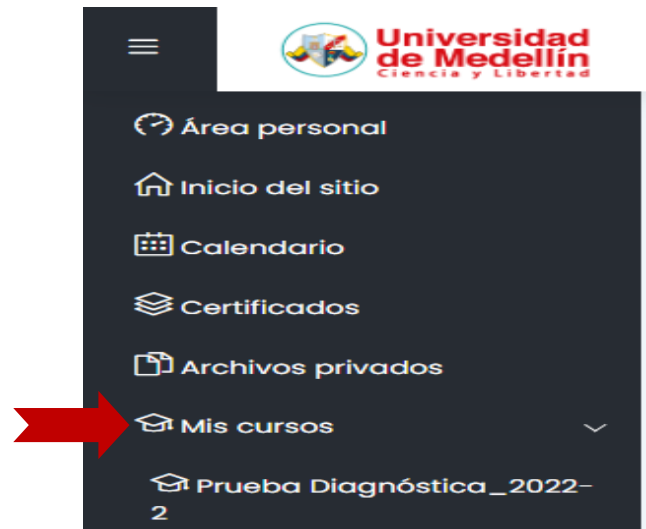 Universidad
de Medellín
Ciencia y Libertad
Área personal
Inicio del sitio
Calendario
Certificados
Archivos privados
Mis cursos
Prueba Diagnóstica_2022-
2